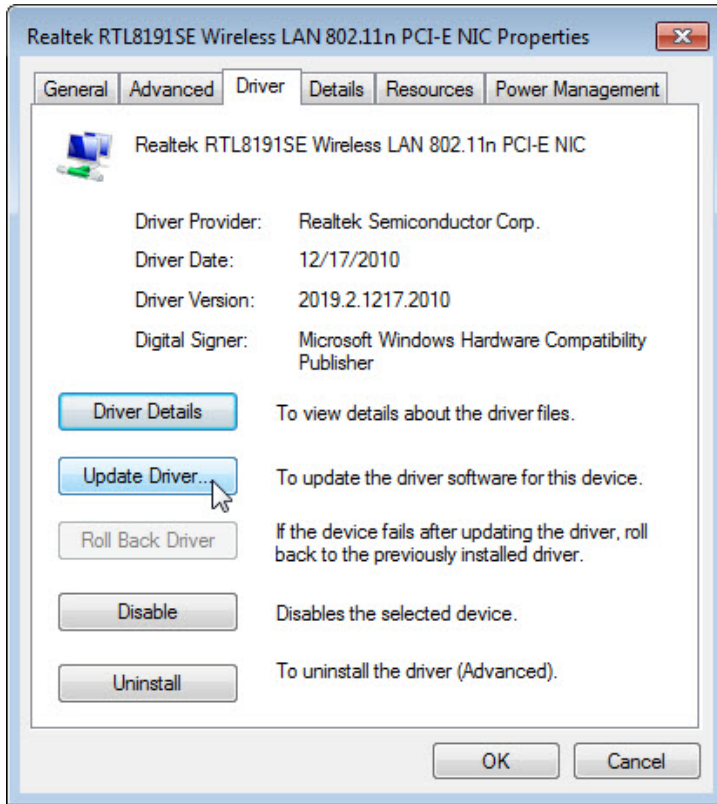 Realtek RTL8191SE Wireless LAN 802.11n PCI-E NIC Properties
General Advanced Driver Details Resources Power Management
Realtek RTL8191SE Wireless LAN 802.11n PCI-E NIC
Driver Provider: Realtek Semiconductor Corp.
Driver Date: 12/17/2010
Driver Version: 2019.2.1217.2010
Digital Signer: Microsoft Windows Hardware Compatibility
Publisher
Driver Details To view details about the driver files.
Update Driver... To update the driver software for this device.
Roll Back Driver If the device fails after updating the driver, roll
back to the previously installed driver.
Disable Disables the selected device.
Uninstall To uninstall the driver (Advanced).
OK Cancel